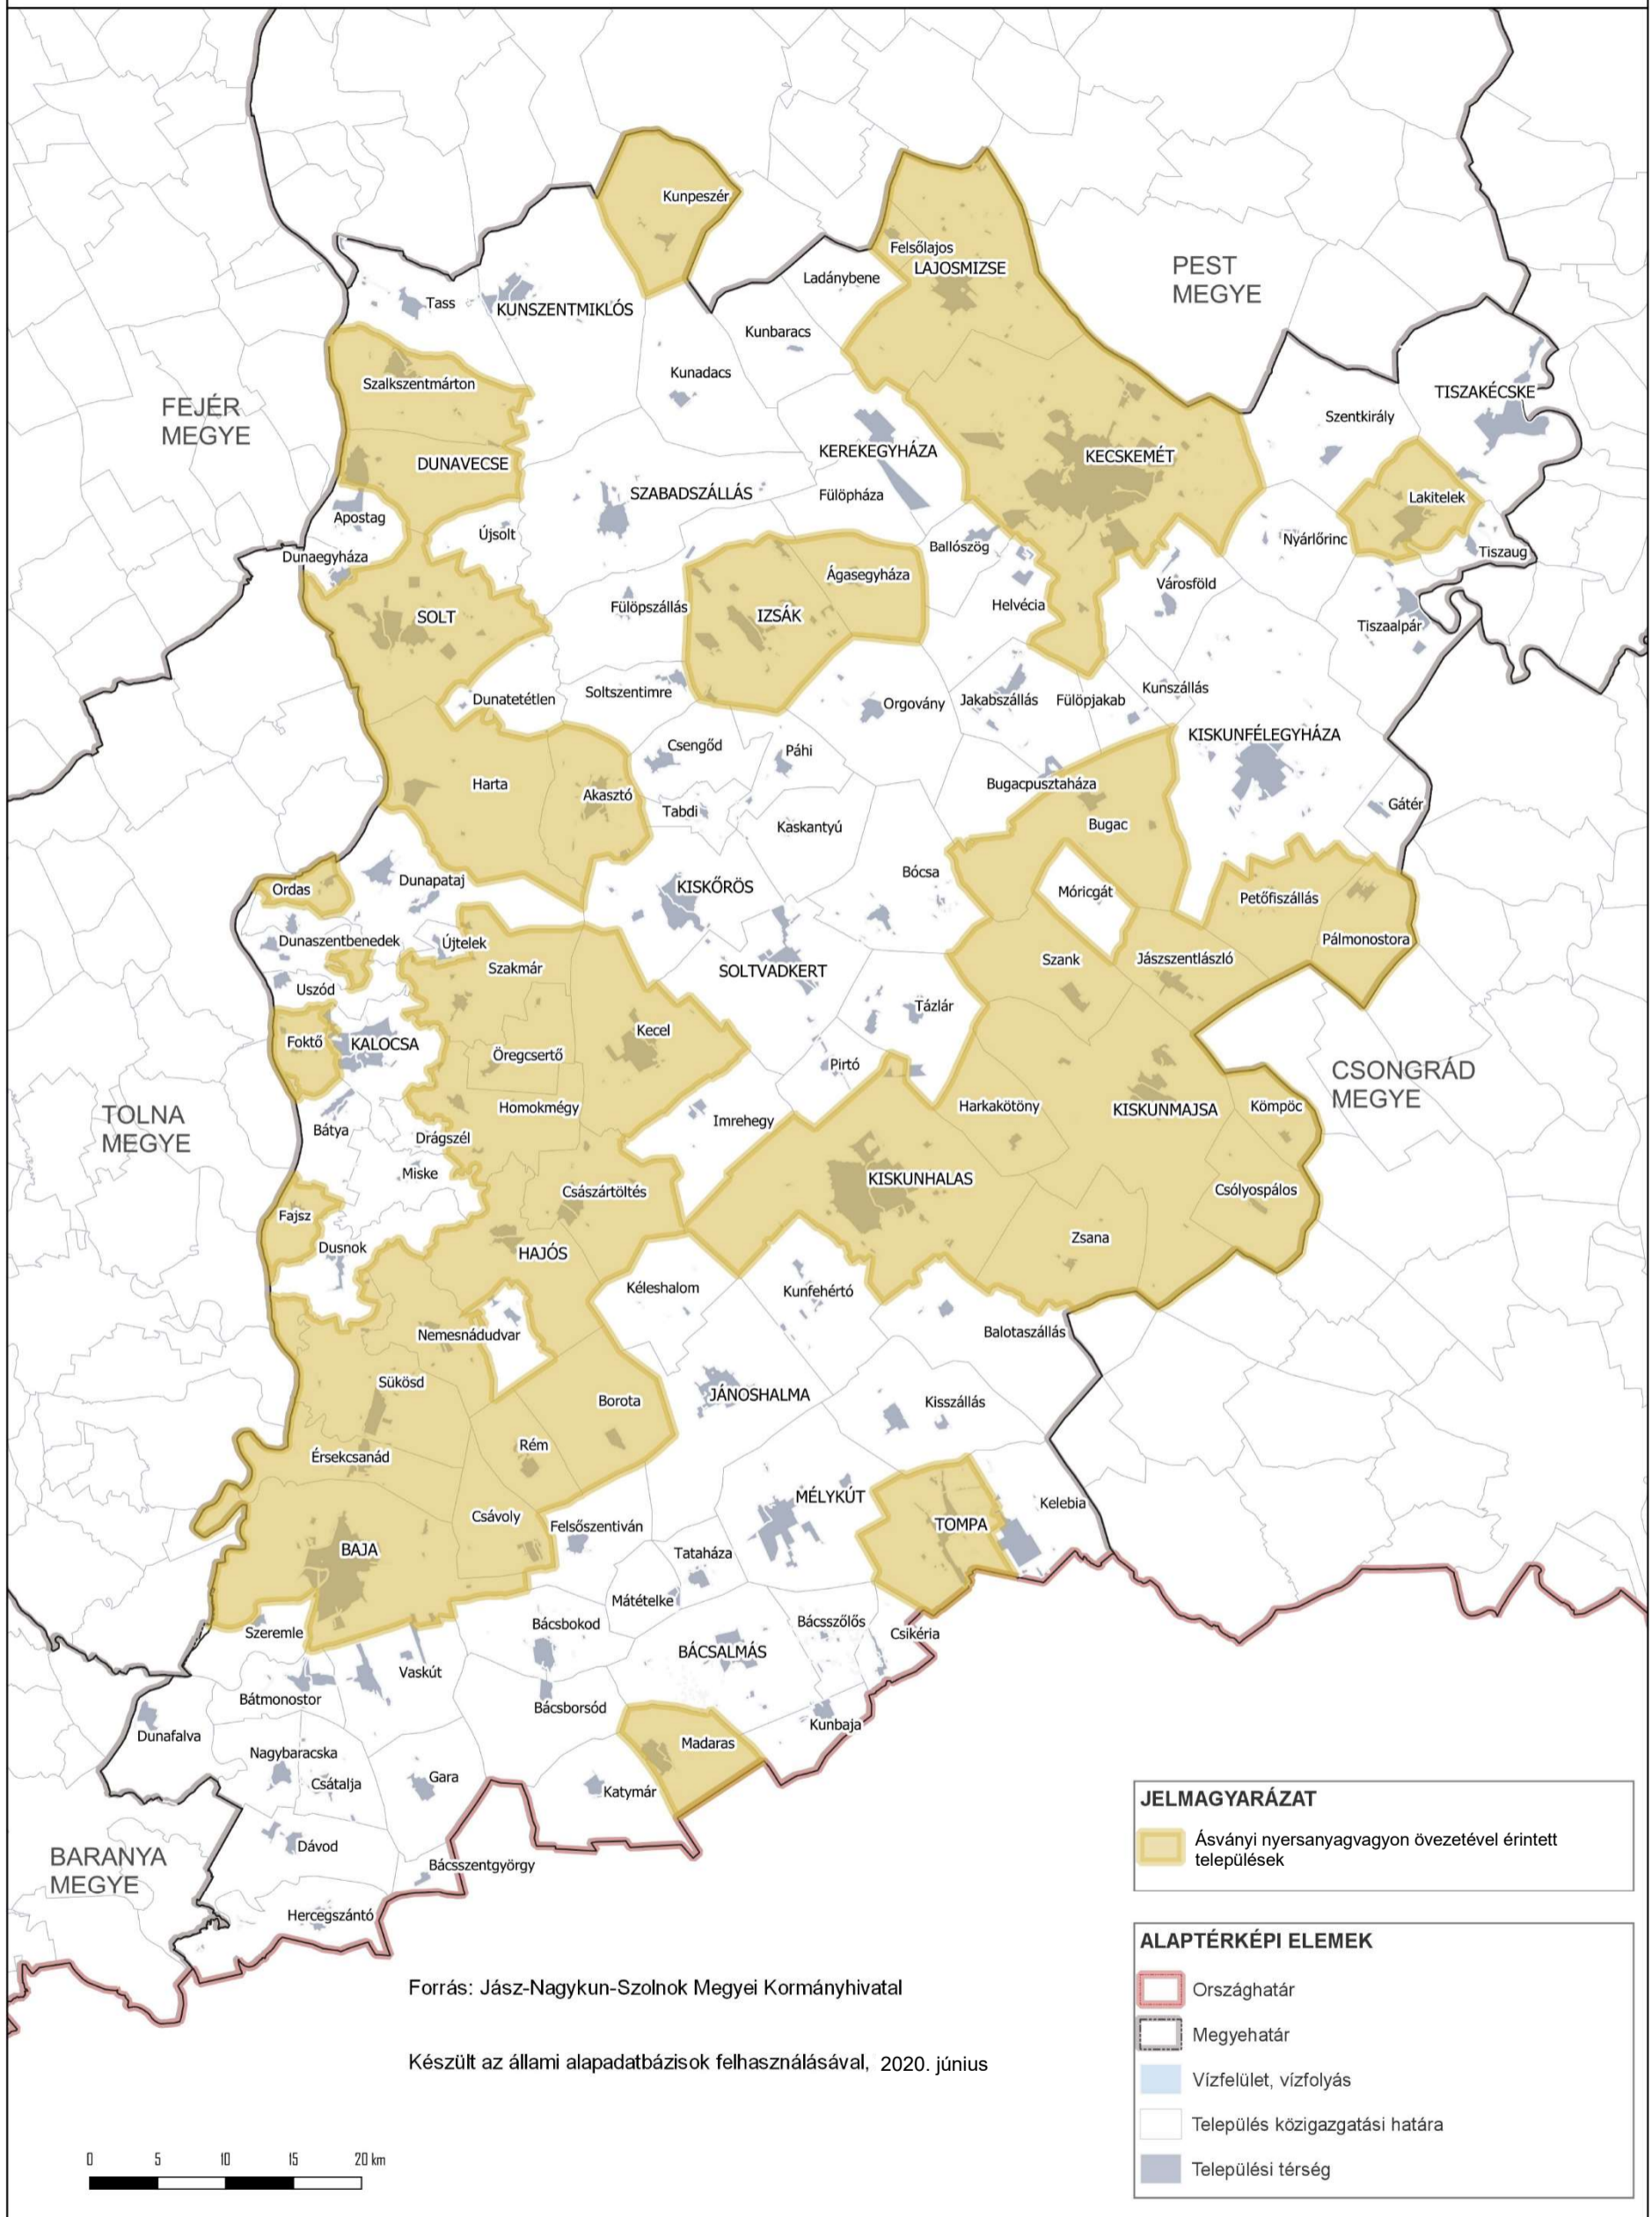 Kunpeszér
Felsőlajos
LAJOSMIZSE
Ladánybene
PEST
MEGYE
Tass
KUNSZENTMIKLÓS
Kunbaracs
Kunadacs
Szalkszentmárton
TISZAKÉCSKE
FEJÉR
MEGYE
Szentkirály
KEREKEGYHÁZA
KECSKEMÉT
DUNAVECSE
SZABADSZÁLLÁS
Fülöpháza
Lakitelek
Apostag
Újsolt
Ballószög
Nyárlőrinc
Tiszaug
Dunaegyháza
Ágasegyháza
Városföld
Fülöpszállás
IZSÁK
Helvécia
SOLT
Tiszaalpár
Dunatetétlen
Soltszentimre
Orgovány
Jakabszállás
Fülöpjakab
Kunszállás
KISKUNFÉLEGYHÁZA
Csengőd
Páhi
Harta
Akasztó
Bugacpusztaháza
Gátér
Tabdi
Kaskantyú
Bugac
Ordas
Dunapataj
KISKŐRÖS
Bócsa
Móricgát
Petőfiszállás
Dunaszentbenedek
Újtelek
Pálmonostora
Szakmár
SOLTVADKERT
Szank
Jászszentlászló
Uszód
Tázlár
Foktő
KALOCSA
Kecel
Öregcsertő
Pirtó
CSONGRÁD
MEGYE
TOLNA
MEGYE
Homokmégy
Imrehegy
Harkakötöny
KISKUNMAJSA
Kömpöc
Bátya
Drágszél
Miske
Császártöltés
KISKUNHALAS
Csólyospálos
Fajsz
Dusnok
HAJÓS
Zsana
Kéleshalom
Kunfehértó
Nemesnádudvar
Balotaszállás
Sükösd
Borota
JÁNOSHALMA
Kisszállás
Érsekcsanád
Rém
MÉLYKÚT
Kelebia
Csávoly
Felsőszentiván
TOMPA
BAJA
Tataháza
Mátételke
Szeremle
Bácsbokod
Bácsszőlős
Csikéria
BÁCSALMÁS
Vaskút
Bátmonostor
Bácsborsód
Kunbaja
Dunafalva
Madaras
Nagybaracska
Csátalja
Gara
Katymár
Dávod
BARANYA
MEGYE
Bácsszentgyörgy
Hercegszántó
JELMAGYARÁZAT
Ásványi nyersanyagvagyon övezetével érintett
települések
ALAPTÉRKÉPI ELEMEK
Országhatár
Megyehatár
Vízfelület, vízfolyás
Település közigazgatási határa
Települési térség
Forrás: Jász-Nagykun-Szolnok Megyei Kormányhivatal
Készült az állami alapadatbázisok felhasználásával, 2020. június
0 5 10 15 20 km